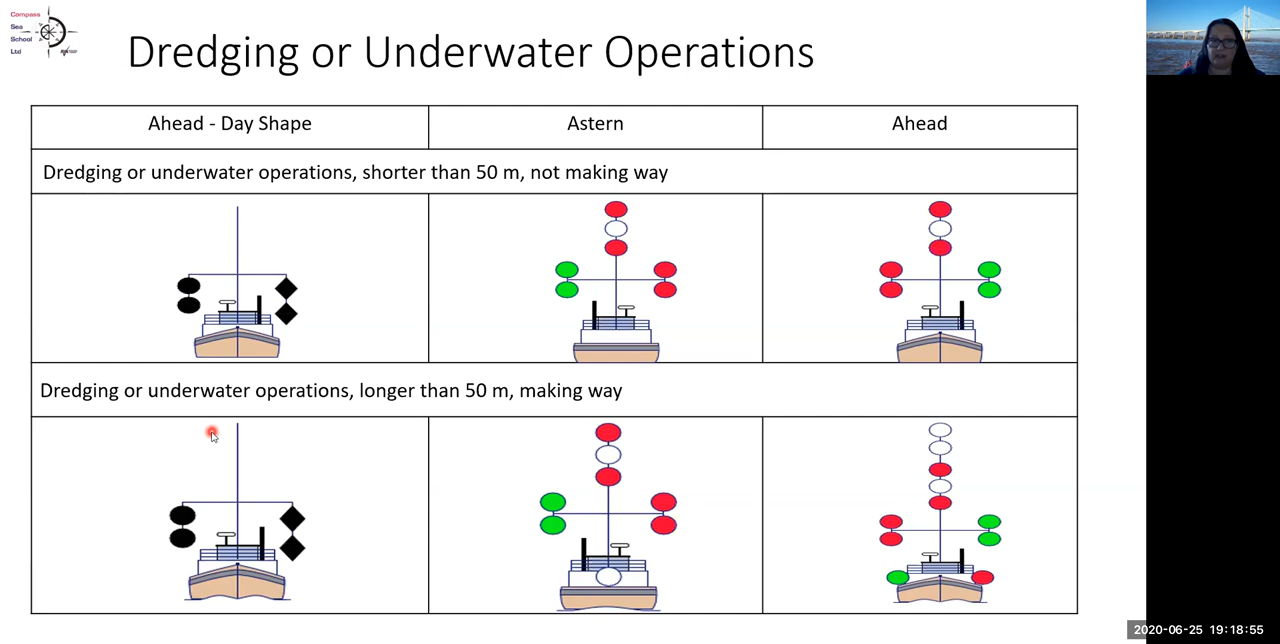 Compass
Sea
School
Ltd
Dredging or Underwater Operations
Ahead - Day Shape
Astern
Ahead
Dredging or underwater operations, shorter than 50 m, not making way
Dredging or underwater operations, longer than 50 m, making way
2020-06-25 19:18:55